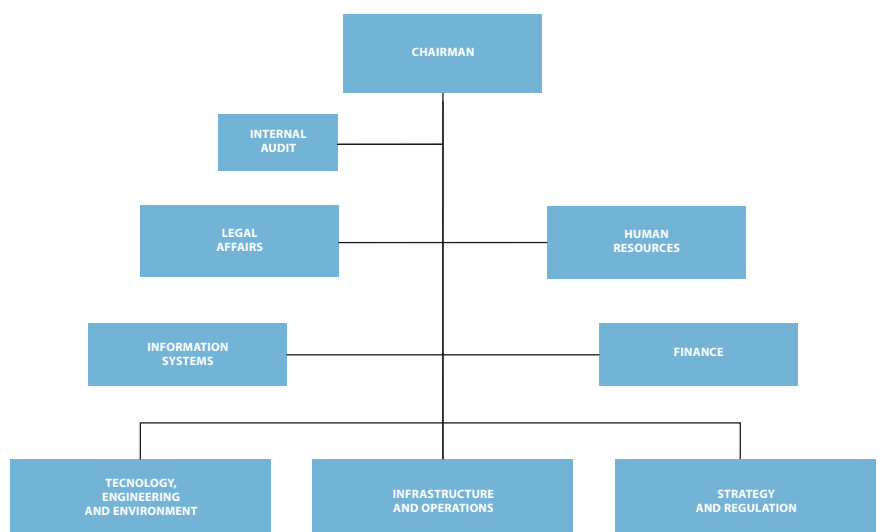 CHAIRMAN
INTERNAL
AUDIT
LEGAL
AFFAIRS
HUMAN
RESOURCES
INFORMATION
SYSTEMS
FINANCE
TECNOLOGY,
ENGINEERING
AND ENVIRONMENT
INFRASTRUCTURE
AND OPERATIONS
STRATEGY
AND REGULATION